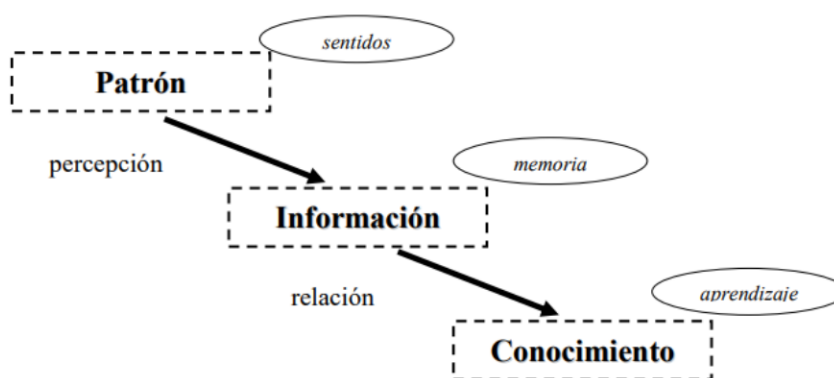 sentidos
Patrón
percepción
memoria
Información
relación
aprendizaje
Conocimiento